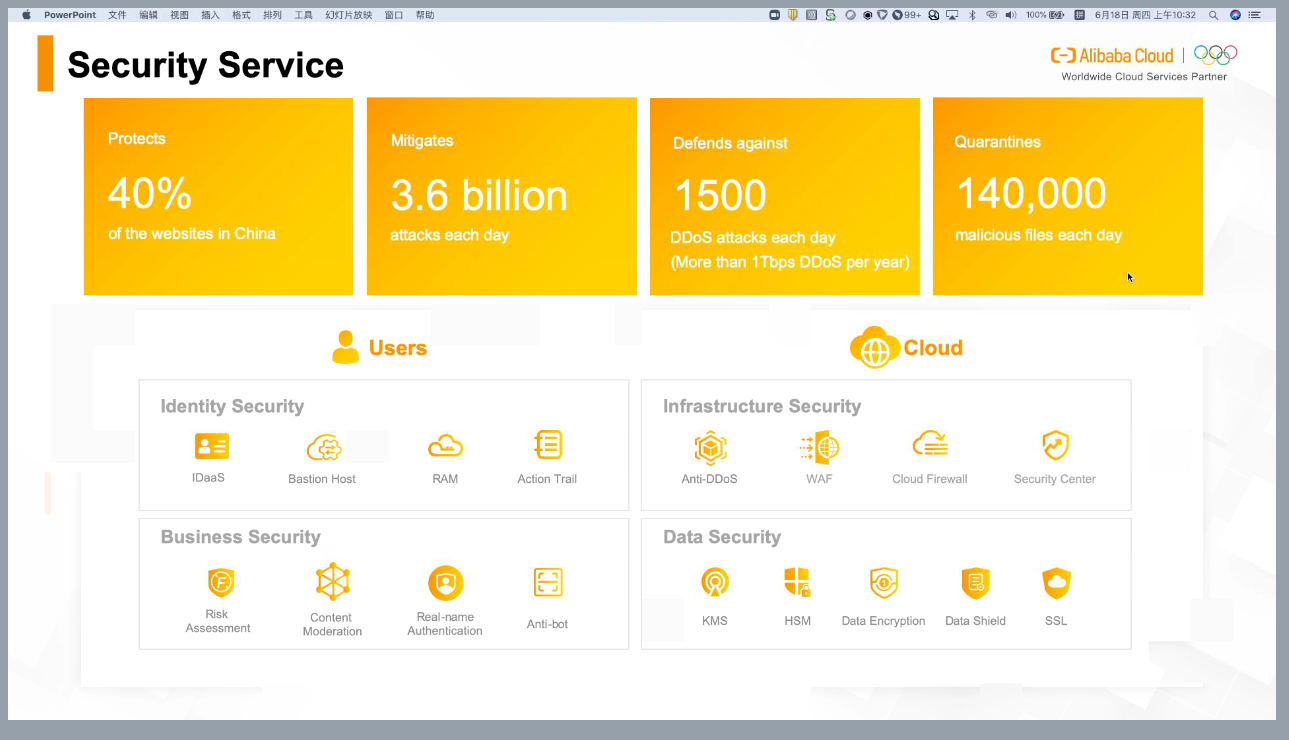 PowerPoint 文件 编辑 视图 插入 格式 排列 工具 幻灯片放映 窗口 帮助 99+ 100% 拼 6月18日 周四 上午10:32
Security Service
Alibaba Cloud
Worldwide Cloud Services Partner
Protects
40%
of the websites in China
Mitigates
3.6 billion
attacks each day
Defends against
1500
DDoS attacks each day
(More than 1Tbps DDoS per year)
Quarantines
140,000
malicious files each day
Users
Identity Security
IDaaS
Bastion Host
RAM
Action Trail
Business Security
Risk
Assessment
Content
Moderation
Real-name
Authentication
Anti-bot
Cloud
Infrastructure Security
Anti-DDoS
WAF
Cloud Firewall
Security Center
Data Security
KMS
HSM
Data Encryption
Data Shield
SSL